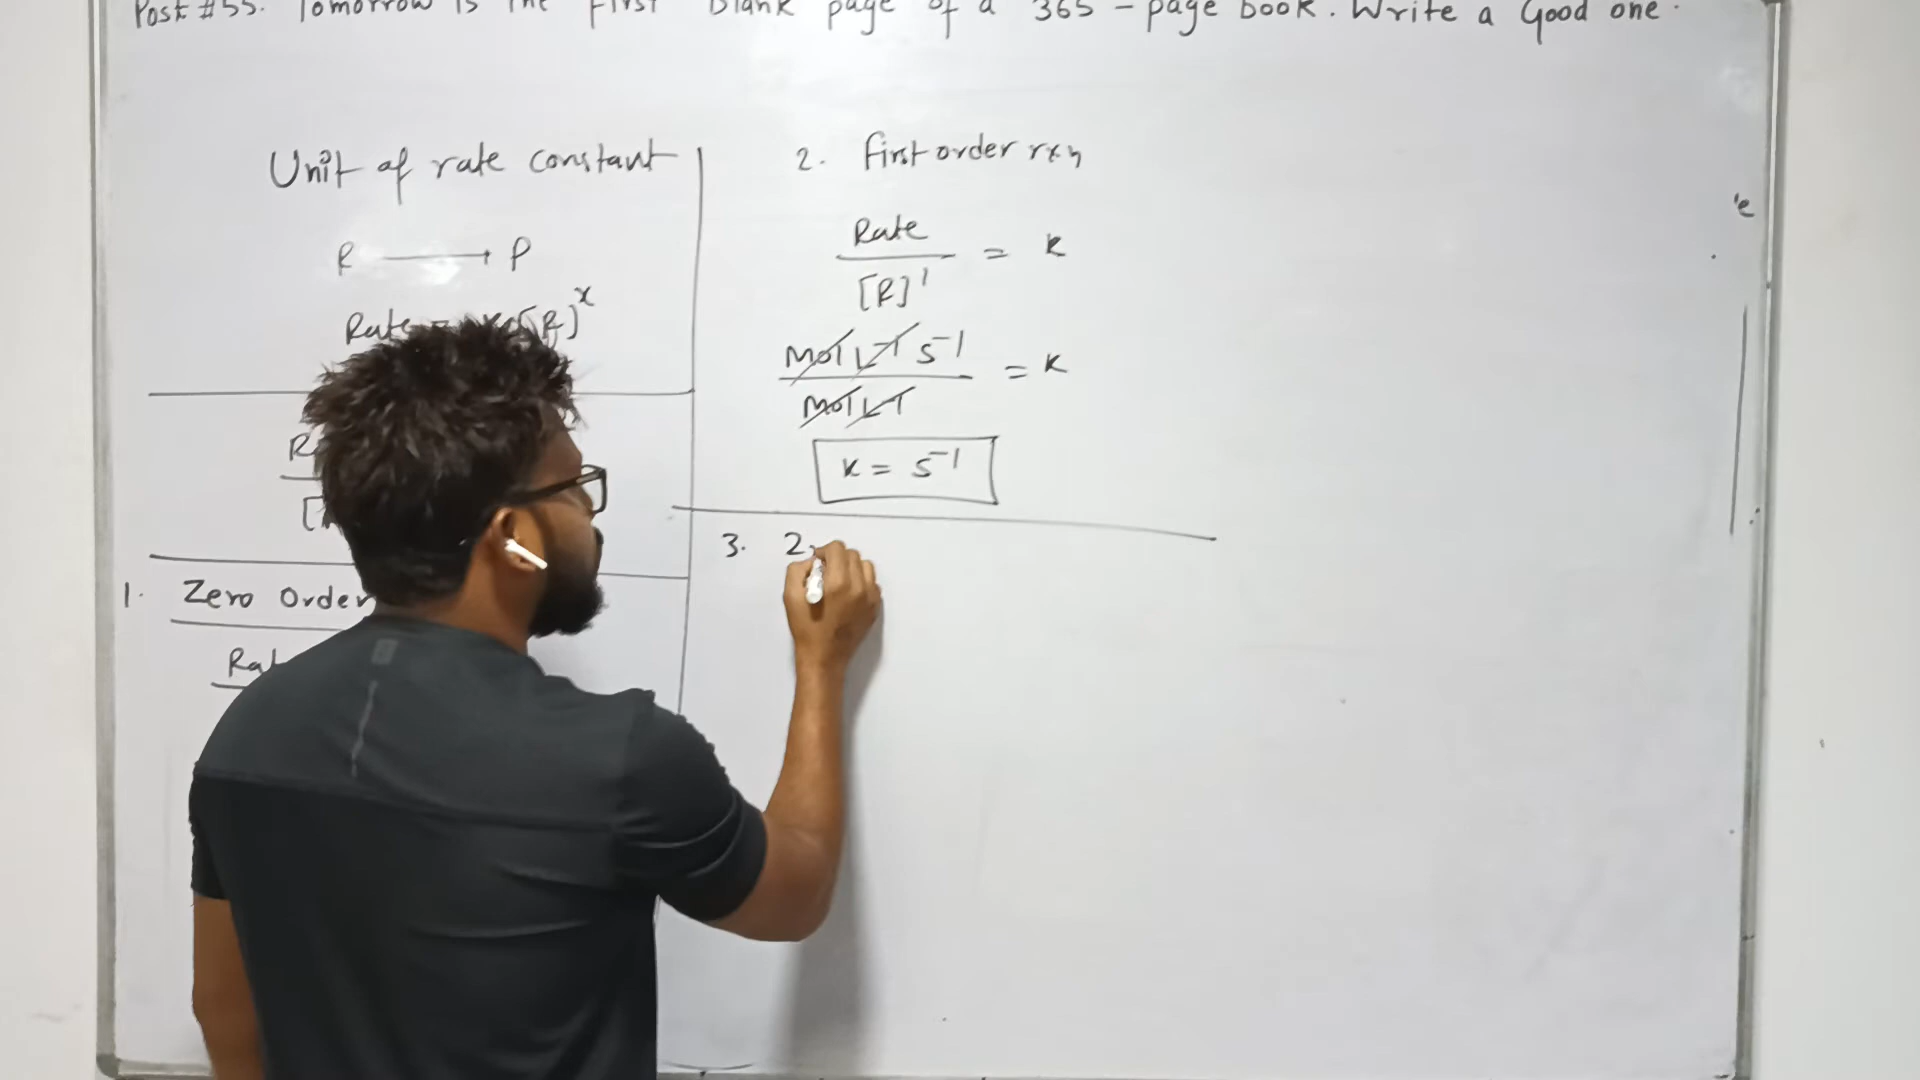 Post #55. Tomorrow is the First blank page of a 365 - page book. Write a Good one.
Unit of rate constant
R ⟶ P
Rate [R]^x
1. Zero Order
2. First order rxn
Rate
—— = K
[R]^1
mol L^-1 s^-1
—— = K
mol L^-1
K = s^-1
3. 2